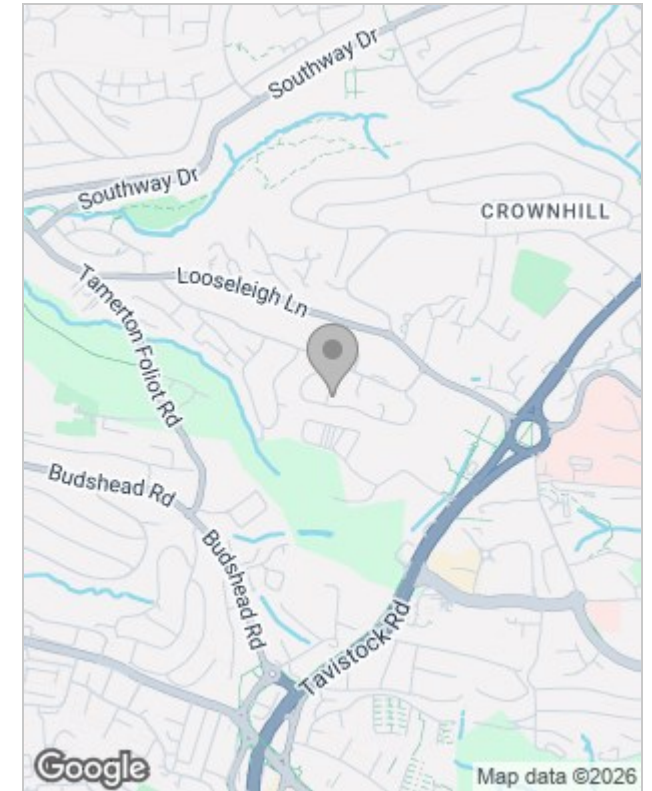 Southway Dr
Southway Dr
CROWNHILL
Looseleigh Ln
Tamerton Foliot Rd
Budshead Rd
Budshead Rd
Tavistock Rd
Google
Map data ©2026